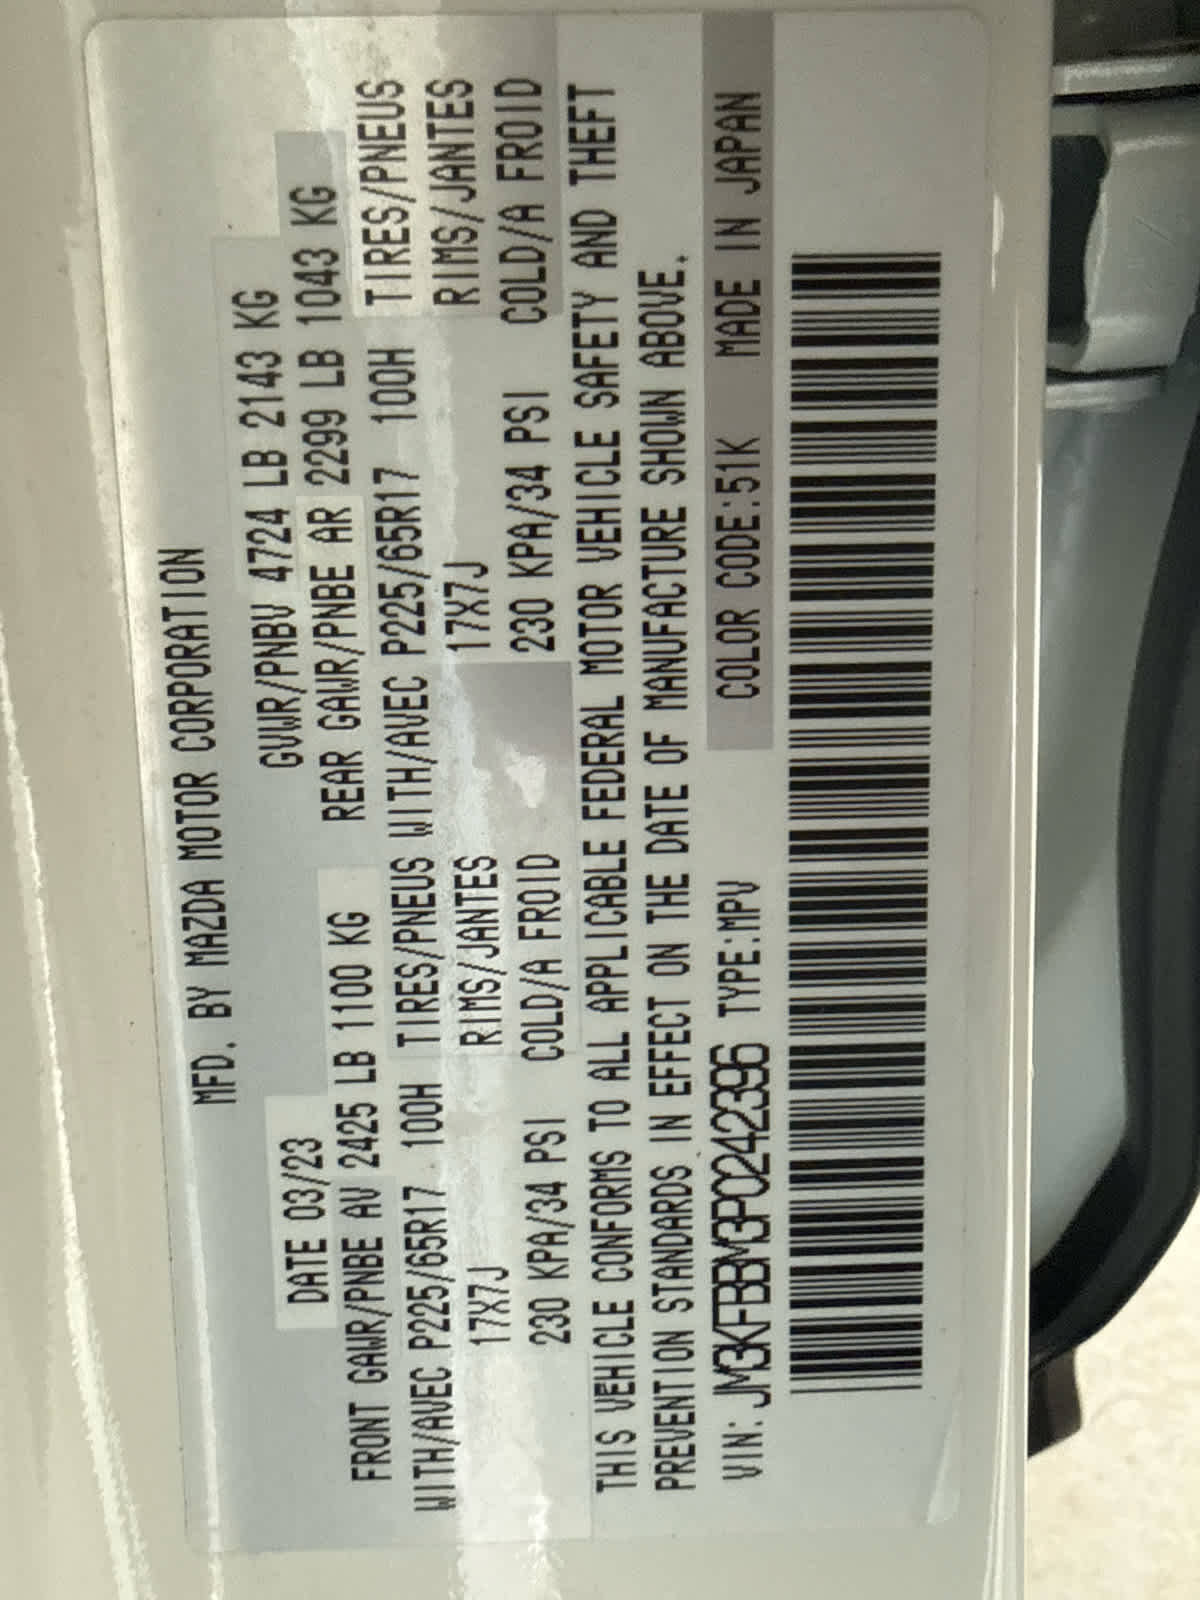 MFD. BY MAZDA MOTOR CORPORATION
DATE 03/23 GVWR/PNBV 4724 LB 2143 KG
FRONT GAWR/PNBE AV 2425 LB 1100 KG REAR GAWR/PNBE AR 2299 LB 1043 KG
WITH/AVEC P225/65R17 100H TIRES/PNEUS WITH/AVEC P225/65R17 100H TIRES/PNEUS
17X7J RIMS/JANTES 17X7J RIMS/JANTES
230 KPA/34 PSI COLD/A FROID 230 KPA/34 PSI COLD/A FROID
THIS VEHICLE CONFORMS TO ALL APPLICABLE FEDERAL MOTOR VEHICLE SAFETY AND THEFT
PREVENTION STANDARDS IN EFFECT ON THE DATE OF MANUFACTURE SHOWN ABOVE.
VIN: JM3KFBBM3P0242396 TYPE:MPV COLOR CODE:51K MADE IN JAPAN